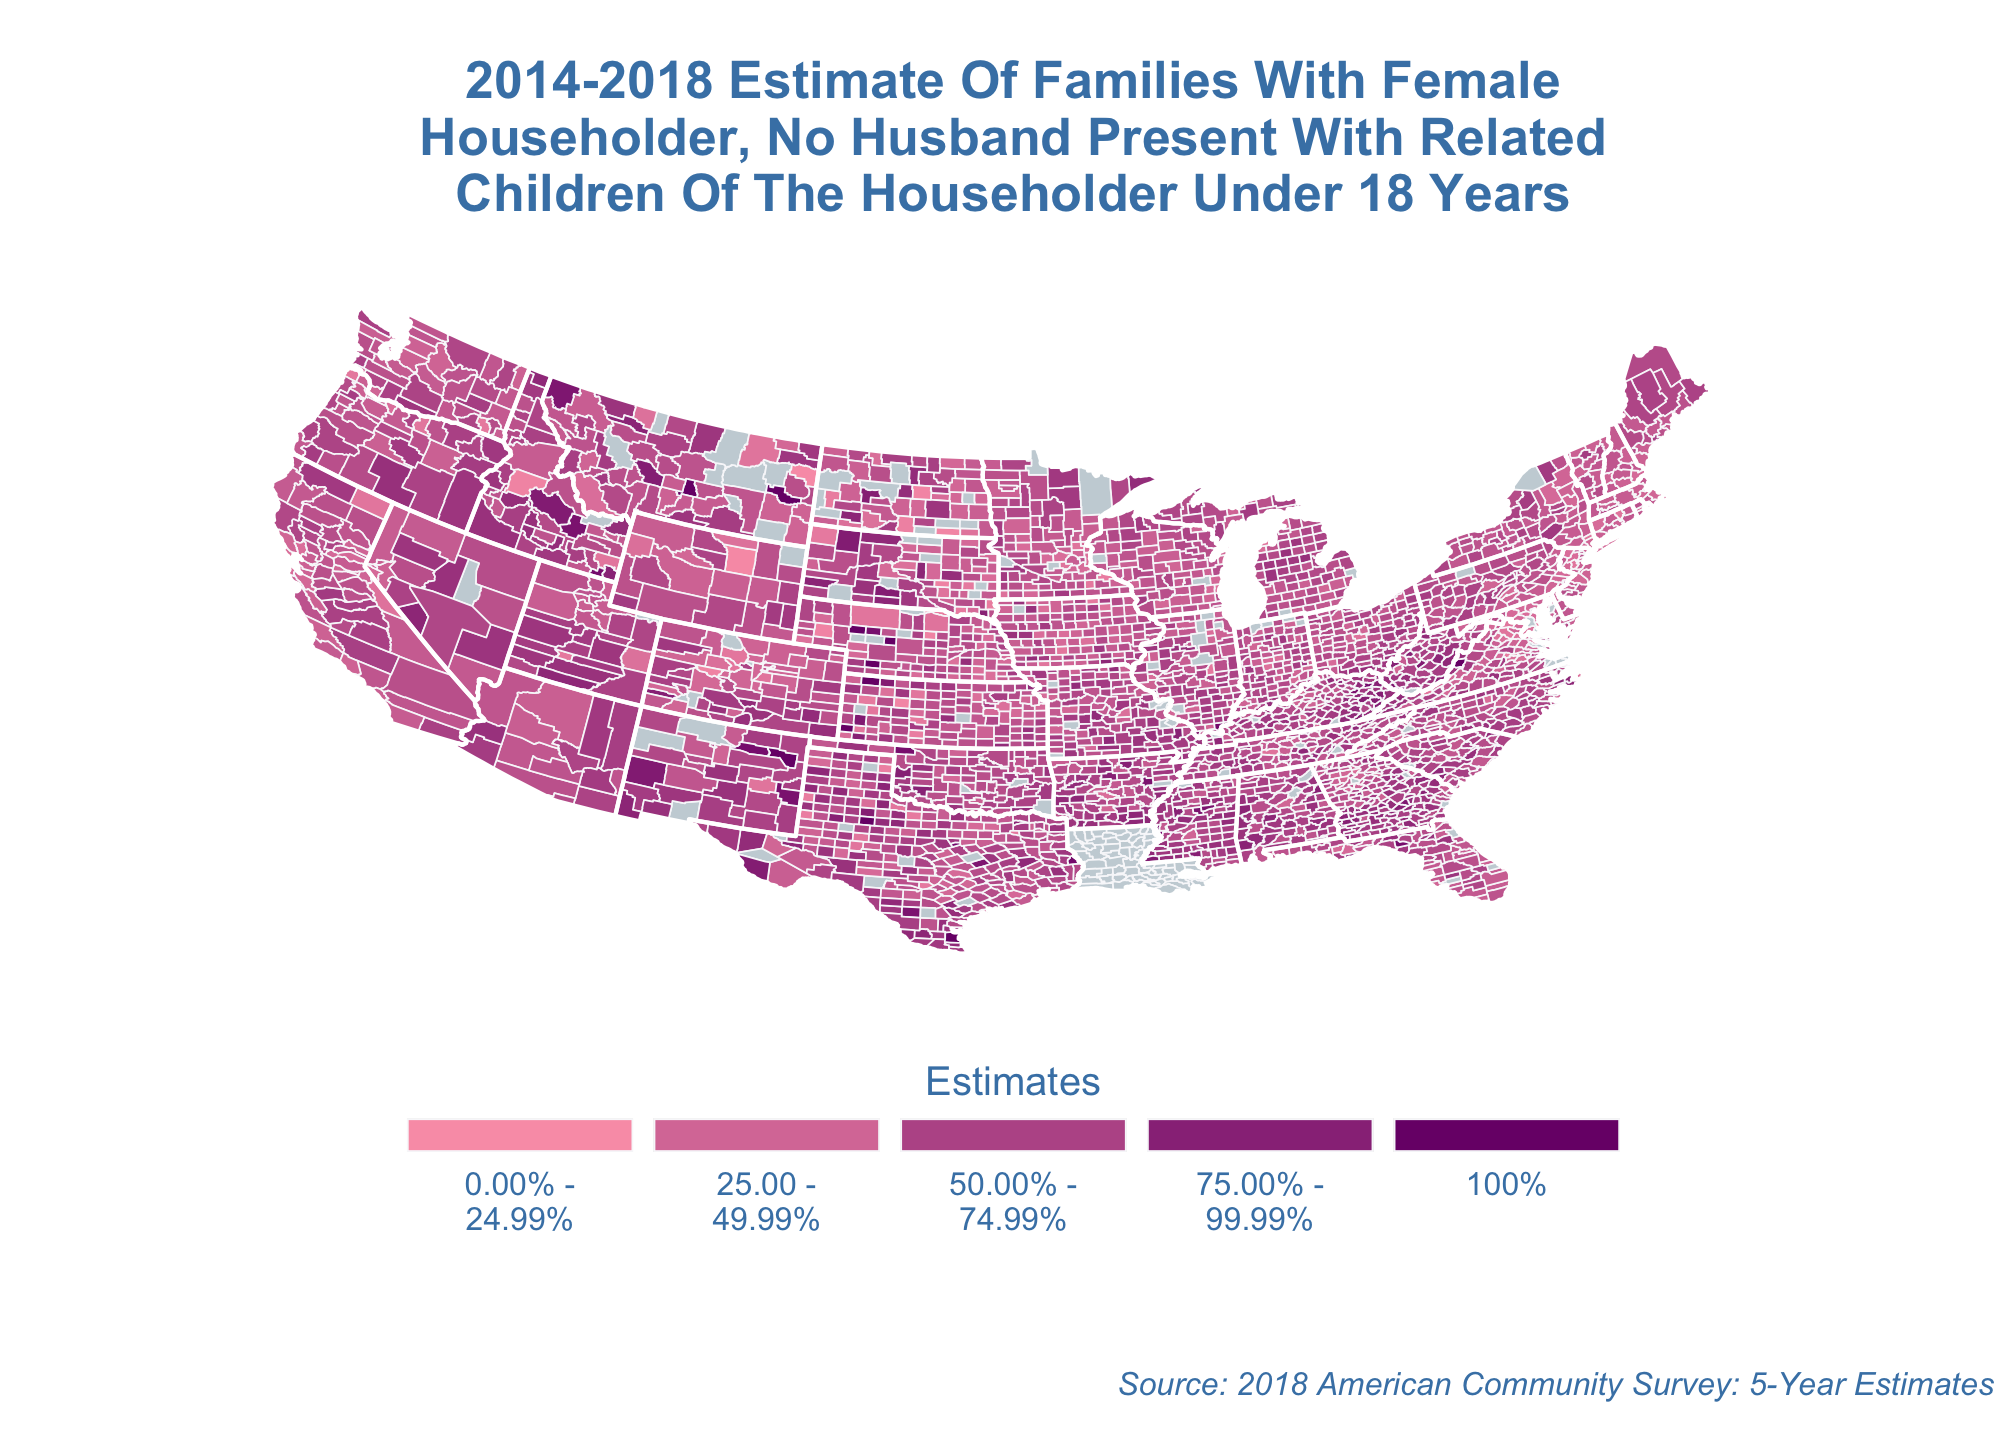 2014-2018 Estimate Of Families With Female
Householder, No Husband Present With Related
Children Of The Householder Under 18 Years
Estimates
0.00% -
24.99%
25.00 -
49.99%
50.00% -
74.99%
75.00% -
99.99%
100%
Source: 2018 American Community Survey: 5-Year Estimates